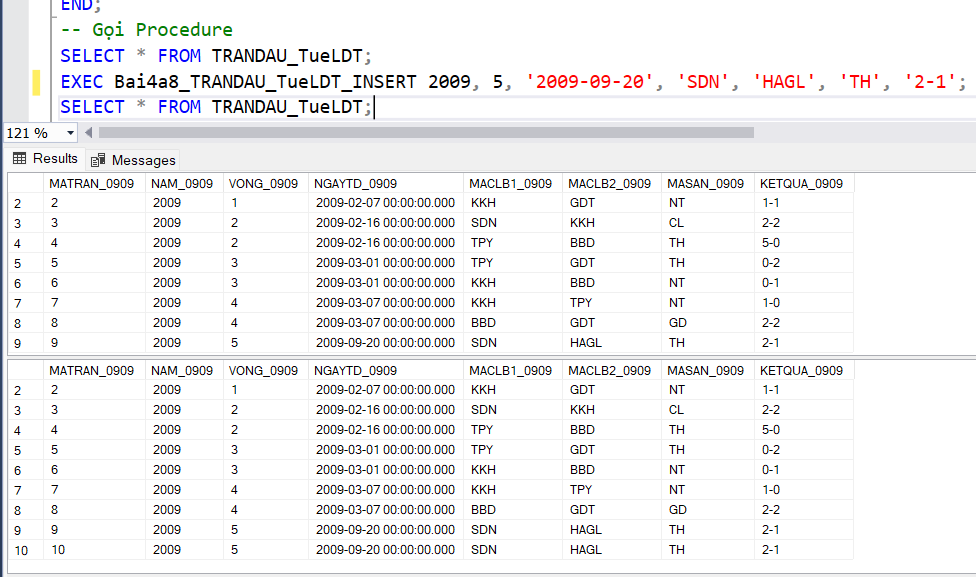 END;
-- Gọi Procedure
SELECT * FROM TRANDAU_TueLDT;
EXEC Bai4a8_TRANDAU_TueLDT_INSERT 2009, 5, '2009-09-20', 'SDN', 'HAGL', 'TH', '2-1';
SELECT * FROM TRANDAU_TueLDT;
121 %
Results Messages
MATRAN_0909 NAM_0909 VONG_0909 NGAYTD_0909 MACLB1_0909 MACLB2_0909 MASAN_0909 KETQUA_0909
2 2 2009 1 2009-02-07 00:00:00.000 KKH GDT NT 1-1
3 3 2009 2 2009-02-16 00:00:00.000 SDN KKH CL 2-2
4 4 2009 2 2009-02-16 00:00:00.000 TPY BBD TH 5-0
5 5 2009 3 2009-03-01 00:00:00.000 TPY GDT TH 0-2
6 6 2009 3 2009-03-01 00:00:00.000 KKH BBD NT 0-1
7 7 2009 4 2009-03-07 00:00:00.000 KKH TPY NT 1-0
8 8 2009 4 2009-03-07 00:00:00.000 BBD GDT GD 2-2
9 9 2009 5 2009-09-20 00:00:00.000 SDN HAGL TH 2-1
MATRAN_0909 NAM_0909 VONG_0909 NGAYTD_0909 MACLB1_0909 MACLB2_0909 MASAN_0909 KETQUA_0909
2 2 2009 1 2009-02-07 00:00:00.000 KKH GDT NT 1-1
3 3 2009 2 2009-02-16 00:00:00.000 SDN KKH CL 2-2
4 4 2009 2 2009-02-16 00:00:00.000 TPY BBD TH 5-0
5 5 2009 3 2009-03-01 00:00:00.000 TPY GDT TH 0-2
6 6 2009 3 2009-03-01 00:00:00.000 KKH BBD NT 0-1
7 7 2009 4 2009-03-07 00:00:00.000 KKH TPY NT 1-0
8 8 2009 4 2009-03-07 00:00:00.000 BBD GDT GD 2-2
9 9 2009 5 2009-09-20 00:00:00.000 SDN HAGL TH 2-1
10 10 2009 5 2009-09-20 00:00:00.000 SDN HAGL TH 2-1